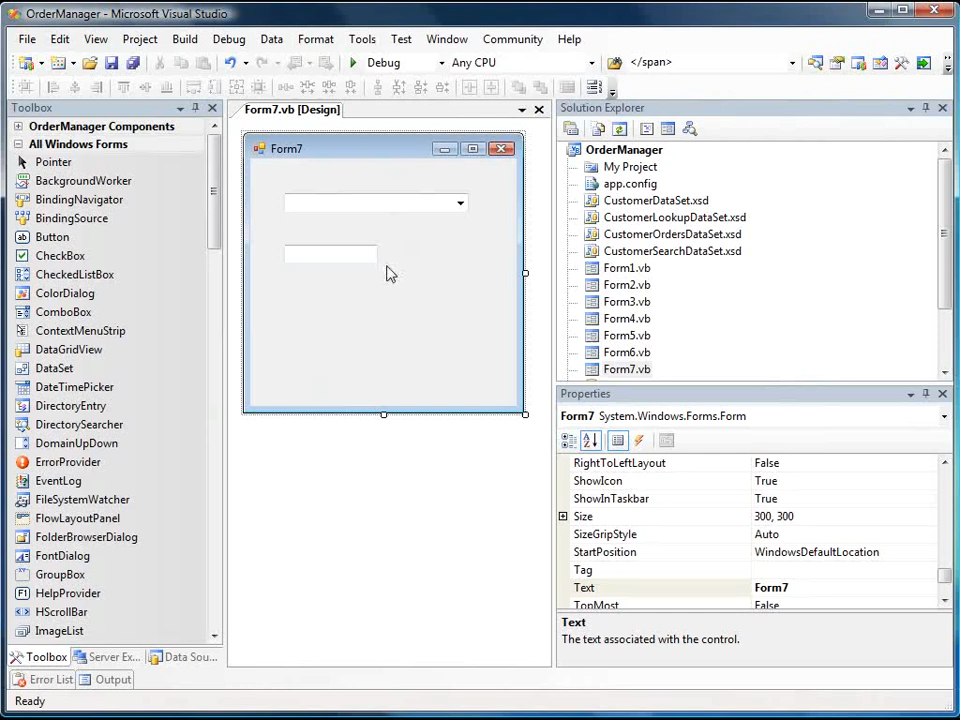 OrderManager - Microsoft Visual Studio
File Edit View Project Build Debug Data Format Tools Test Window Community Help
Debug Any CPU </span>
Toolbox
OrderManager Components
All Windows Forms
Pointer
BackgroundWorker
BindingNavigator
BindingSource
Button
CheckBox
CheckedListBox
ColorDialog
ComboBox
ContextMenuStrip
DataGridView
DataSet
DateTimePicker
DirectoryEntry
DirectorySearcher
DomainUpDown
ErrorProvider
EventLog
FileSystemWatcher
FlowLayoutPanel
FolderBrowserDialog
FontDialog
GroupBox
HelpProvider
HScrollBar
ImageList
Toolbox Server Ex... Data Sou...
Error List Output
Ready
Form7.vb [Design]
Form7
Solution Explorer
OrderManager
My Project
app.config
CustomerDataSet.xsd
CustomerLookupDataSet.xsd
CustomerOrdersDataSet.xsd
CustomerSearchDataSet.xsd
Form1.vb
Form2.vb
Form3.vb
Form4.vb
Form5.vb
Form6.vb
Form7.vb
Properties
Form7 System.Windows.Forms.Form
RightToLeftLayout False
ShowIcon True
ShowInTaskbar True
Size 300, 300
SizeGripStyle Auto
StartPosition WindowsDefaultLocation
Tag
Text Form7
TopMost False
Text
The text associated with the control.